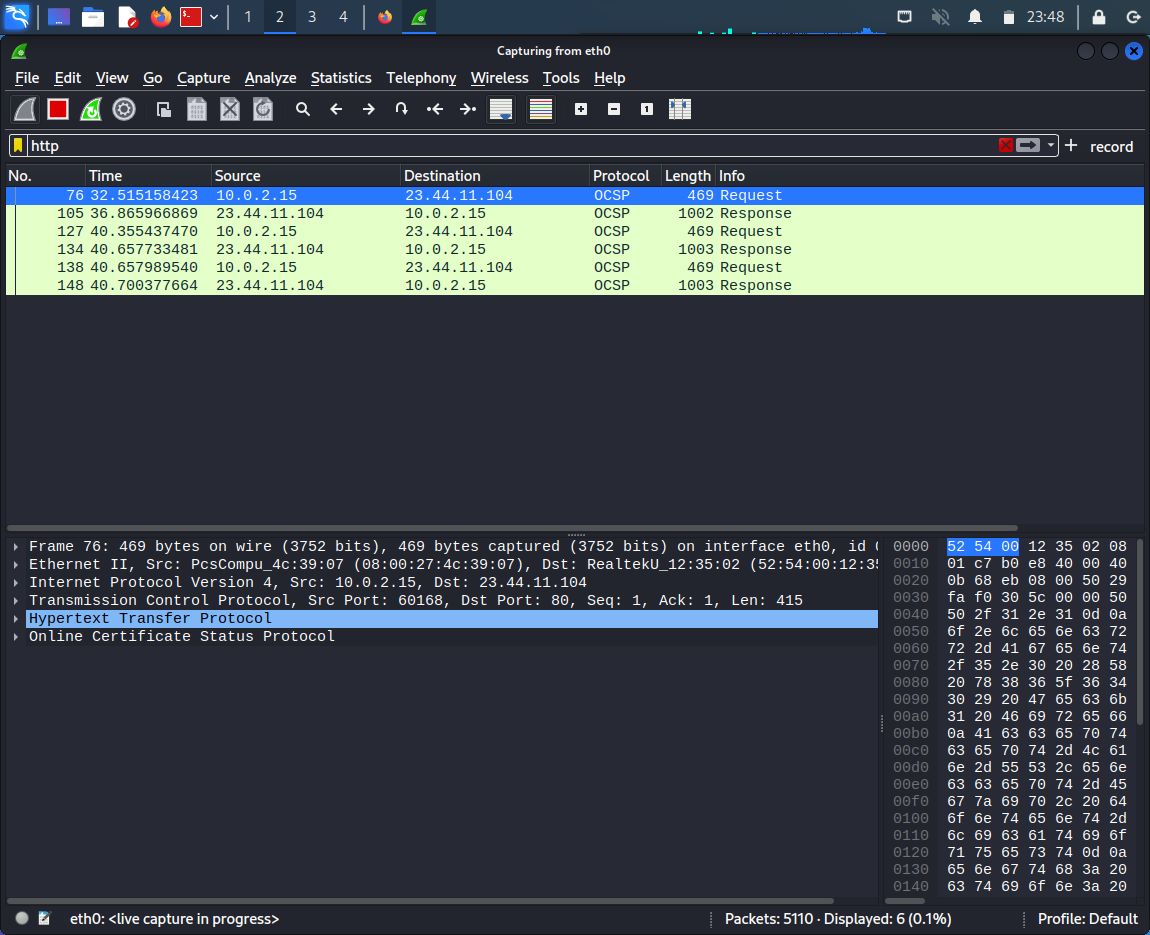 1 2 3 4 23:48
Capturing from eth0
File Edit View Go Capture Analyze Statistics Telephony Wireless Tools Help
http + record
No. Time Source Destination Protocol Length Info
76 32.515158423 10.0.2.15 23.44.11.104 OCSP 469 Request
105 36.865966869 23.44.11.104 10.0.2.15 OCSP 1002 Response
127 40.355437470 10.0.2.15 23.44.11.104 OCSP 469 Request
134 40.657733481 23.44.11.104 10.0.2.15 OCSP 1003 Response
138 40.657989540 10.0.2.15 23.44.11.104 OCSP 469 Request
148 40.700377664 23.44.11.104 10.0.2.15 OCSP 1003 Response
Frame 76: 469 bytes on wire (3752 bits), 469 bytes captured (3752 bits) on interface eth0, id
Ethernet II, Src: PcsCompu_4c:39:07 (08:00:27:4c:39:07), Dst: RealtekU_12:35:02 (52:54:00:12:35
Internet Protocol Version 4, Src: 10.0.2.15, Dst: 23.44.11.104
Transmission Control Protocol, Src Port: 60168, Dst Port: 80, Seq: 1, Ack: 1, Len: 415
Hypertext Transfer Protocol
Online Certificate Status Protocol
0000 52 54 00 12 35 02 08
0010 01 c7 b0 e8 40 00 40
0020 0b 68 eb 08 00 50 29
0030 fa f0 30 5c 00 00 50
0040 50 2f 31 2e 31 0d 0a
0050 6f 2e 6c 65 6e 63 72
0060 72 2d 41 67 65 6e 74
0070 2f 35 2e 30 20 28 58
0080 20 78 38 36 5f 36 34
0090 30 29 20 47 65 63 6b
00a0 31 20 46 69 72 65 66
00b0 0a 41 63 63 65 70 74
00c0 63 65 70 74 2d 4c 61
00d0 6e 2d 55 53 2c 65 6e
00e0 63 63 65 70 74 2d 45
00f0 67 7a 69 70 2c 20 64
0100 6f 6e 74 65 6e 74 2d
0110 6c 69 63 61 74 69 6f
0120 71 75 65 73 74 0d 0a
0130 65 6e 67 74 68 3a 20
0140 63 74 69 6f 6e 3a 20
eth0: <live capture in progress> Packets: 5110 · Displayed: 6 (0.1%) Profile: Default